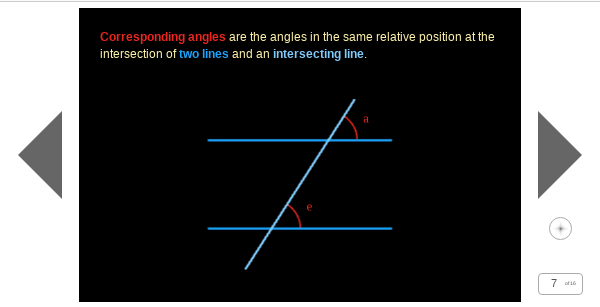 Corresponding angles are the angles in the same relative position at the
intersection of two lines and an intersecting line.
a
e
7 of 16